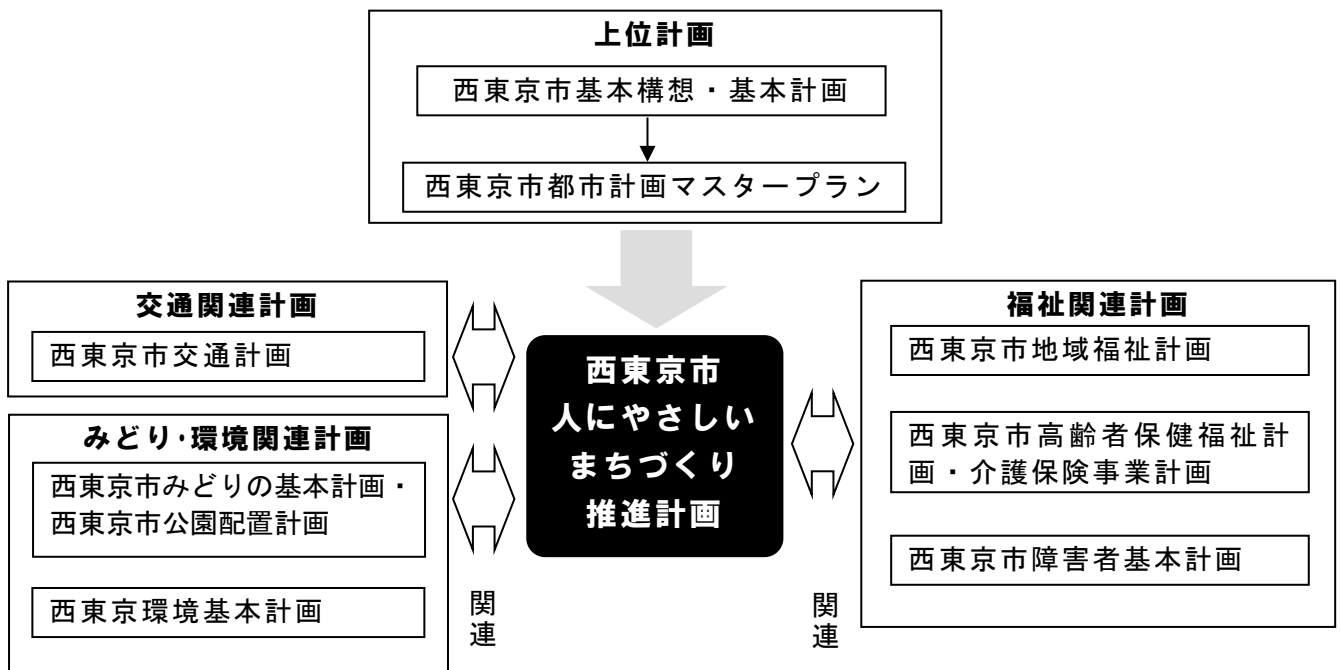 上位計画
西東京市基本構想・基本計画
西東京市都市計画マスタープラン
交通関連計画
西東京市交通計画
みどり・環境関連計画
西東京市みどりの基本計画・
西東京市公園配置計画
西東京環境基本計画
関連
西東京市
人にやさしい
まちづくり
推進計画
関連
福祉関連計画
西東京市地域福祉計画
西東京市高齢者保健福祉計
画・介護保険事業計画
西東京市障害者基本計画